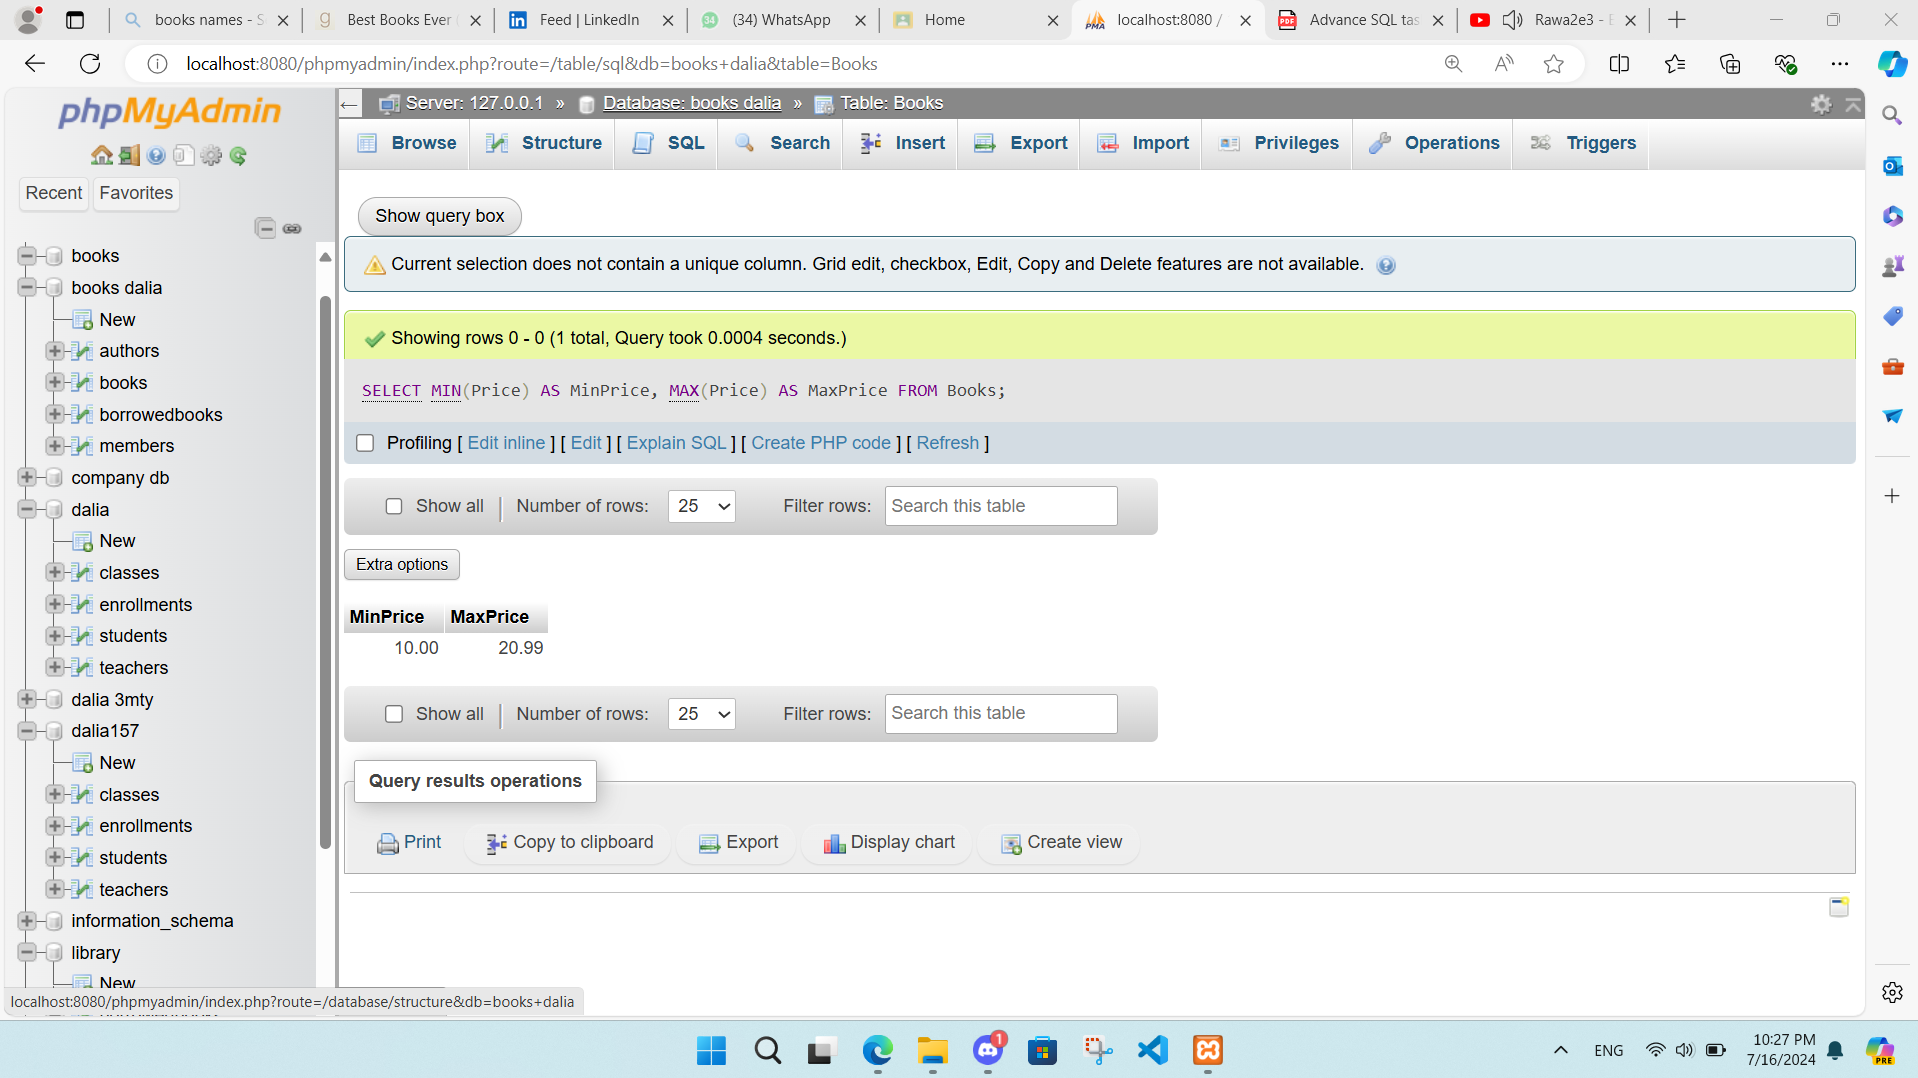 books names - S
Best Books Ever
Feed | LinkedIn
(34) WhatsApp
Home
localhost:8080 /
Advance SQL tas
Rawa2e3 -
localhost:8080/phpmyadmin/index.php?route=/table/sql&db=books+dalia&table=Books
phpMyAdmin
Recent
Favorites
books
books dalia
New
authors
books
borrowedbooks
members
company db
dalia
New
classes
enrollments
students
teachers
dalia 3mty
dalia157
New
classes
enrollments
students
teachers
information_schema
library
New
localhost:8080/phpmyadmin/index.php?route=/database/structure&db=books+dalia
Server: 127.0.0.1 » Database: books dalia » Table: Books
Browse Structure SQL Search Insert Export Import Privileges Operations Triggers
Show query box
Current selection does not contain a unique column. Grid edit, checkbox, Edit, Copy and Delete features are not available.
Showing rows 0 - 0 (1 total, Query took 0.0004 seconds.)
SELECT MIN(Price) AS MinPrice, MAX(Price) AS MaxPrice FROM Books;
Profiling [ Edit inline ] [ Edit ] [ Explain SQL ] [ Create PHP code ] [ Refresh ]
Show all | Number of rows: 25 Filter rows: Search this table
Extra options
MinPrice MaxPrice
10.00 20.99
Show all | Number of rows: 25 Filter rows: Search this table
Query results operations
Print Copy to clipboard Export Display chart Create view
1
ENG
10:27 PM
7/16/2024
PRE